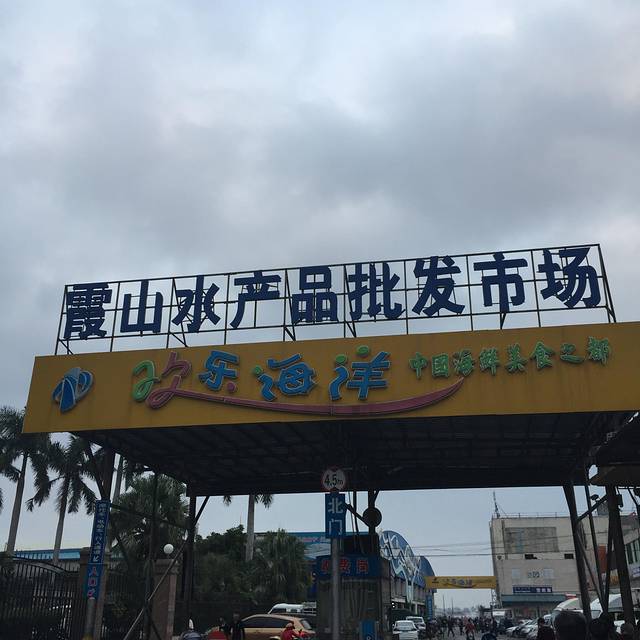 霞山水产品批发市场
欢乐海洋 中国海鲜美食之都
4.5m
北门